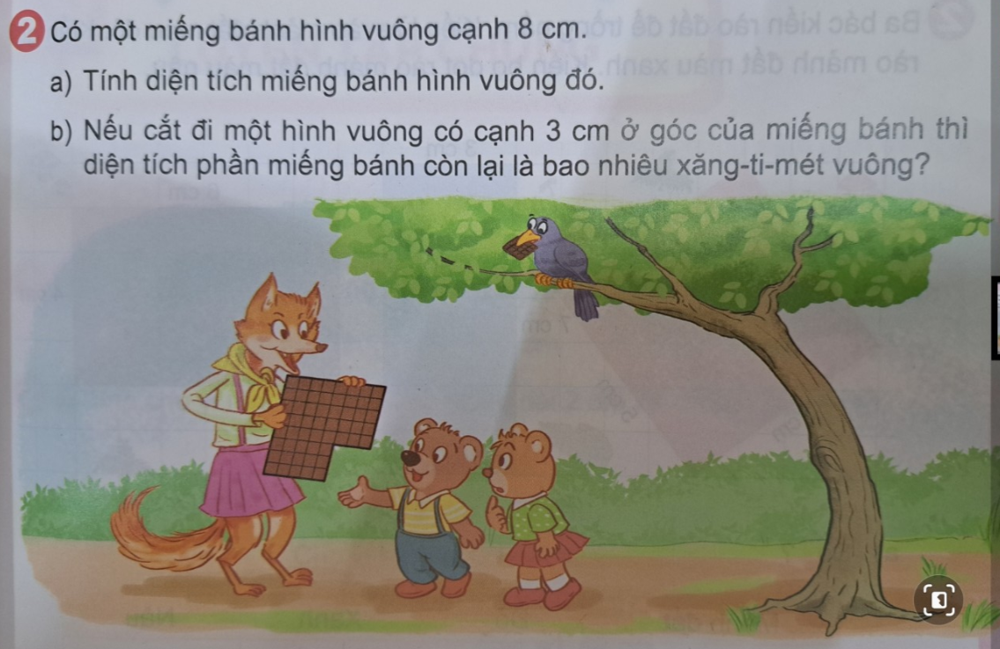 2 Có một miếng bánh hình vuông cạnh 8 cm.
a) Tính diện tích miếng bánh hình vuông đó.
b) Nếu cắt đi một hình vuông có cạnh 3 cm ở góc của miếng bánh thì
diện tích phần miếng bánh còn lại là bao nhiêu xăng-ti-mét vuông?